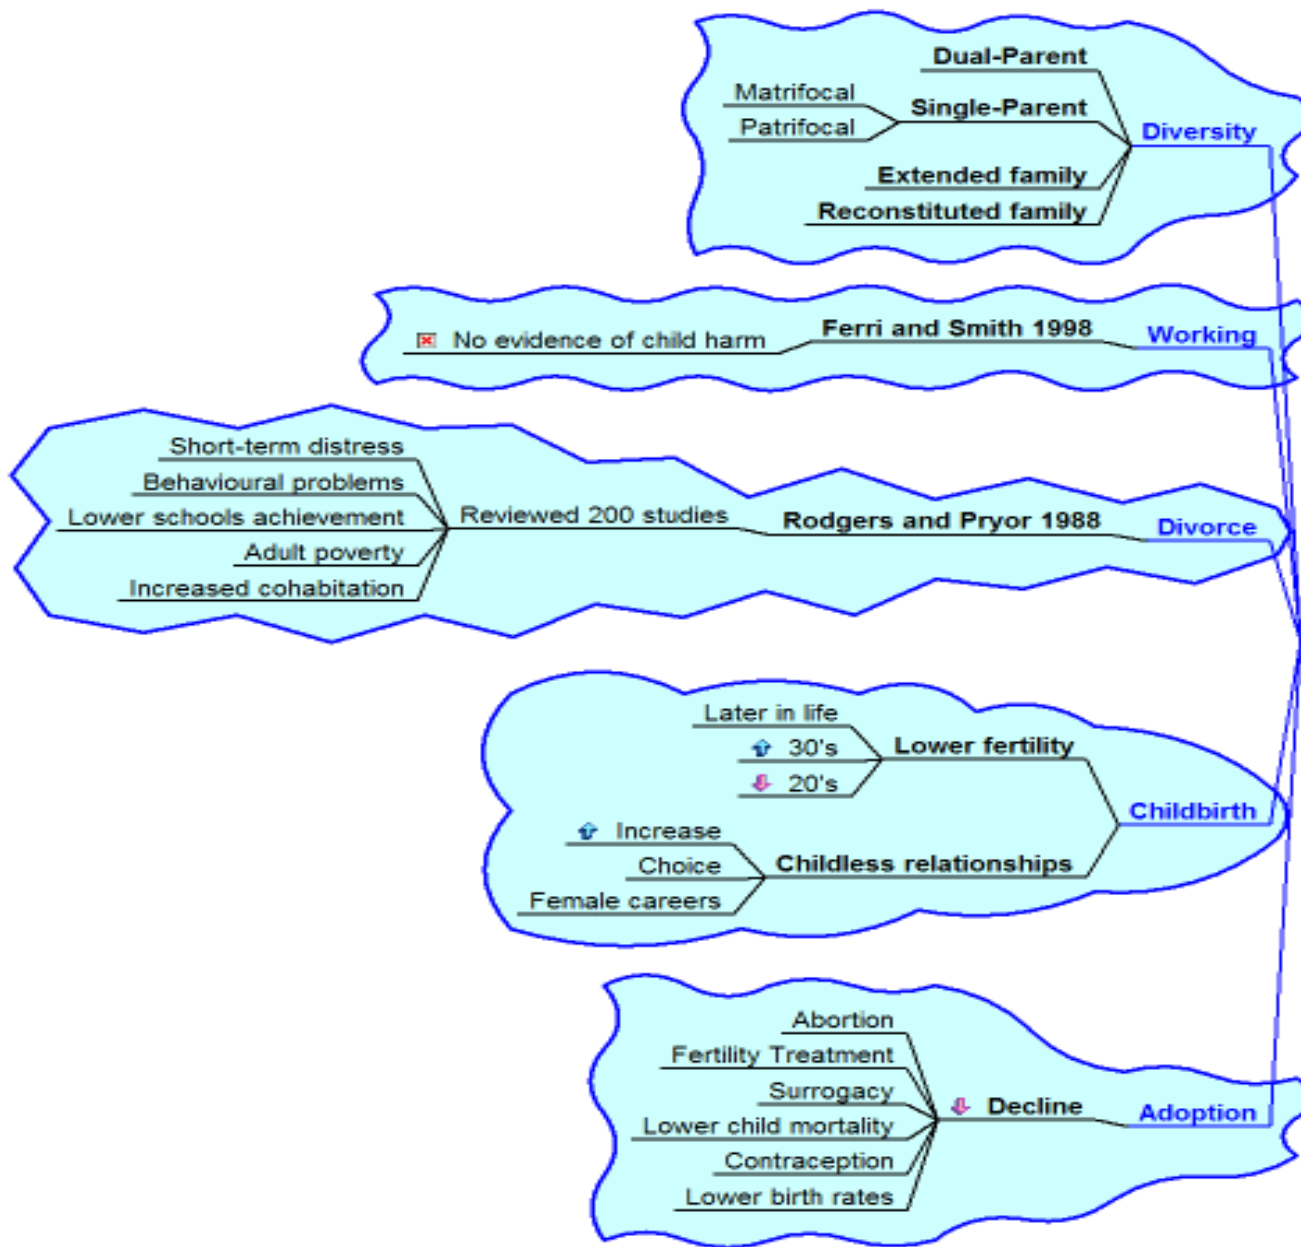 Dual-Parent
Matrifocal
Single-Parent
Patrifocal
Diversity
Extended family
Reconstituted family
No evidence of child harm
Ferri and Smith 1998
Working
Short-term distress
Behavioural problems
Lower schools achievement
Adult poverty
Increased cohabitation
Reviewed 200 studies
Rodgers and Pryor 1988
Divorce
Later in life
30's
20's
Lower fertility
Childbirth
Increase
Choice
Female careers
Childless relationships
Abortion
Fertility Treatment
Surrogacy
Lower child mortality
Contraception
Lower birth rates
Decline
Adoption